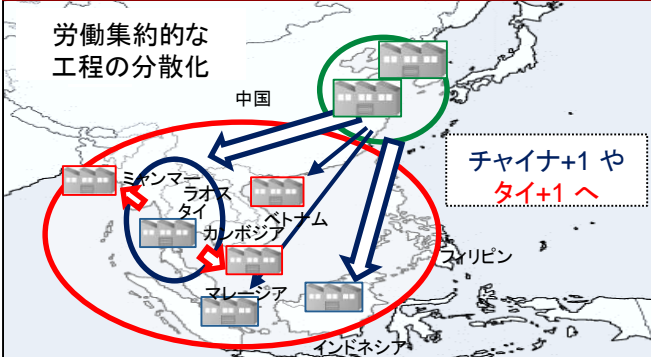 労働集約的な
工程の分散化
中国
チャイナ+1 や
タイ+1 へ
ミャンマー
ラオス
タイ
ベトナム
カンボジア
フィリピン
マレーシア
インドネシア